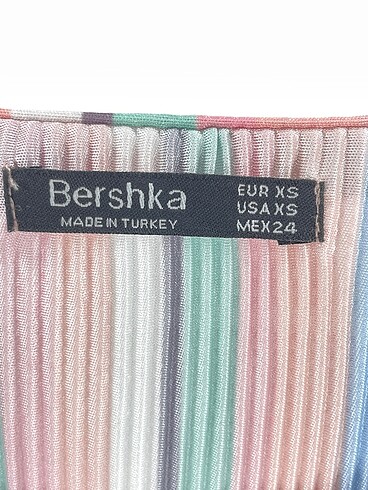 Bershka
MADE IN TURKEY
EUR XS
USA XS
MEX 24